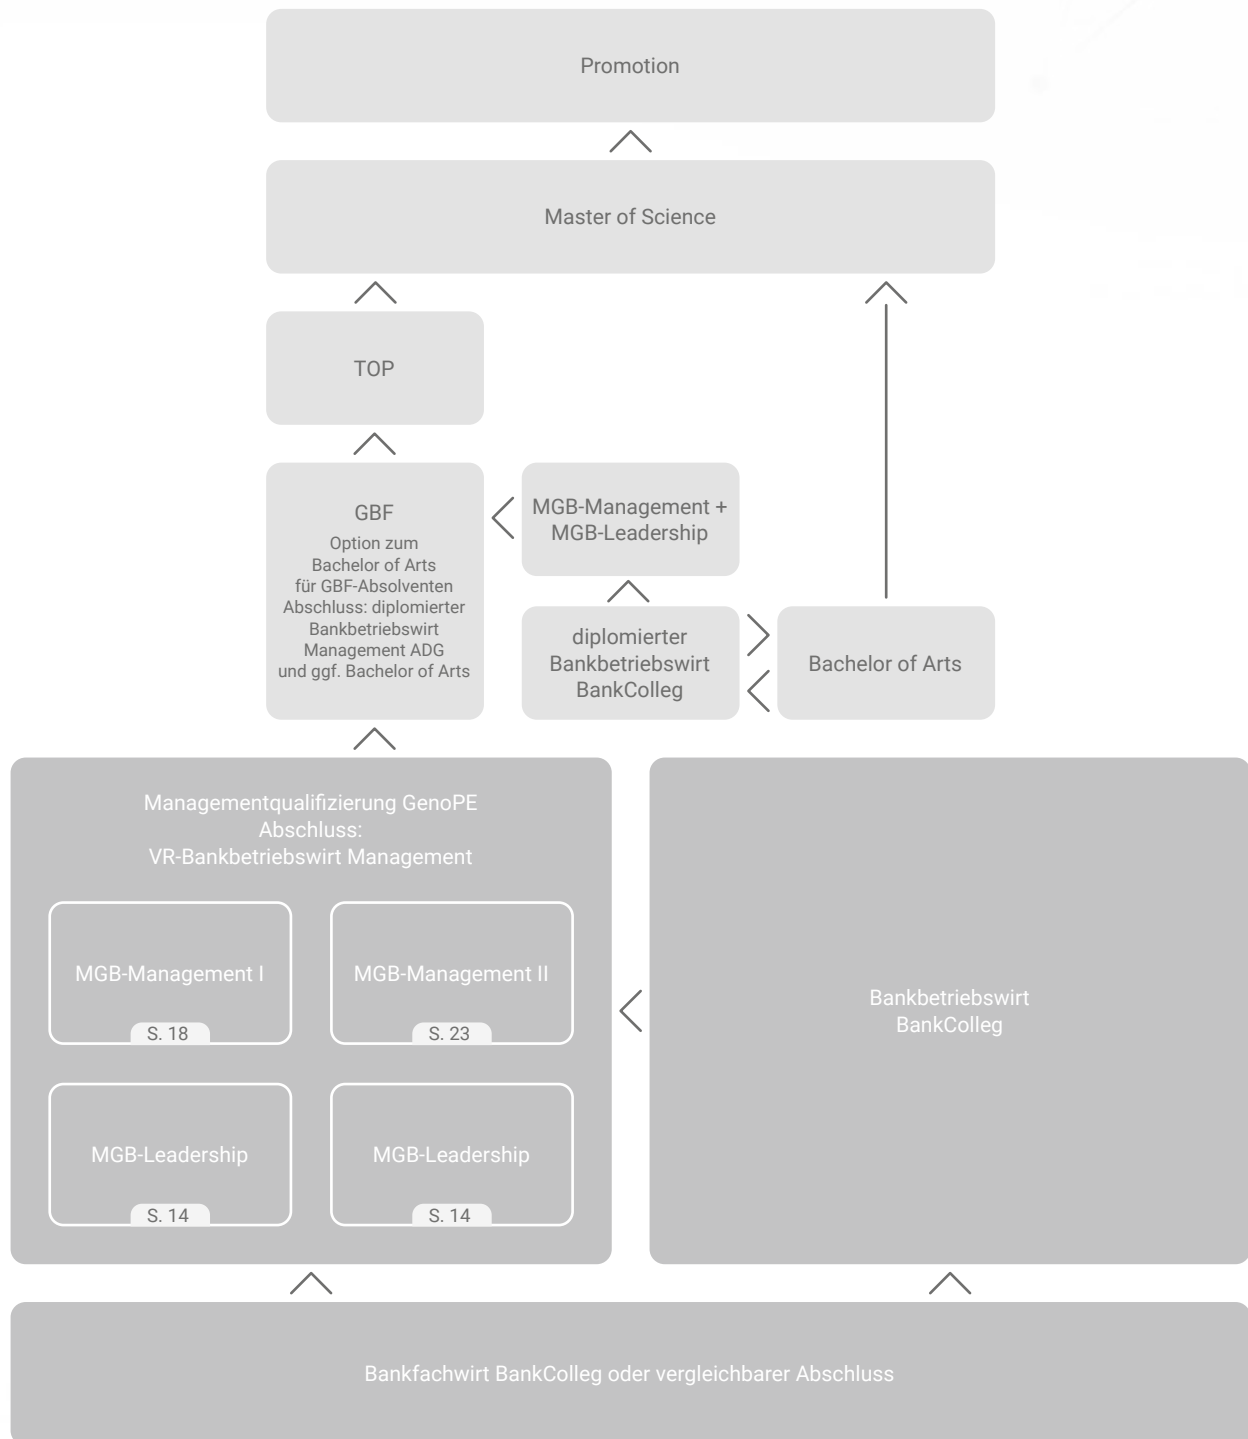 Promotion
Master of Science
TOP
GBF
Option zum
Bachelor of Arts
für GBF-Absolventen
Abschluss: diplomierter
Bankbetriebswirt
Management ADG
und ggf. Bachelor of Arts
MGB-Management +
MGB-Leadership
diplomierter
Bankbetriebswirt
BankColleg
Bachelor of Arts
Managementqualifizierung GenoPE
Abschluss:
VR-Bankbetriebswirt Management
MGB-Management I
S. 18
MGB-Management II
S. 23
MGB-Leadership
S. 14
MGB-Leadership
S. 14
Bankbetriebswirt
BankColleg
Bankfachwirt BankColleg oder vergleichbarer Abschluss